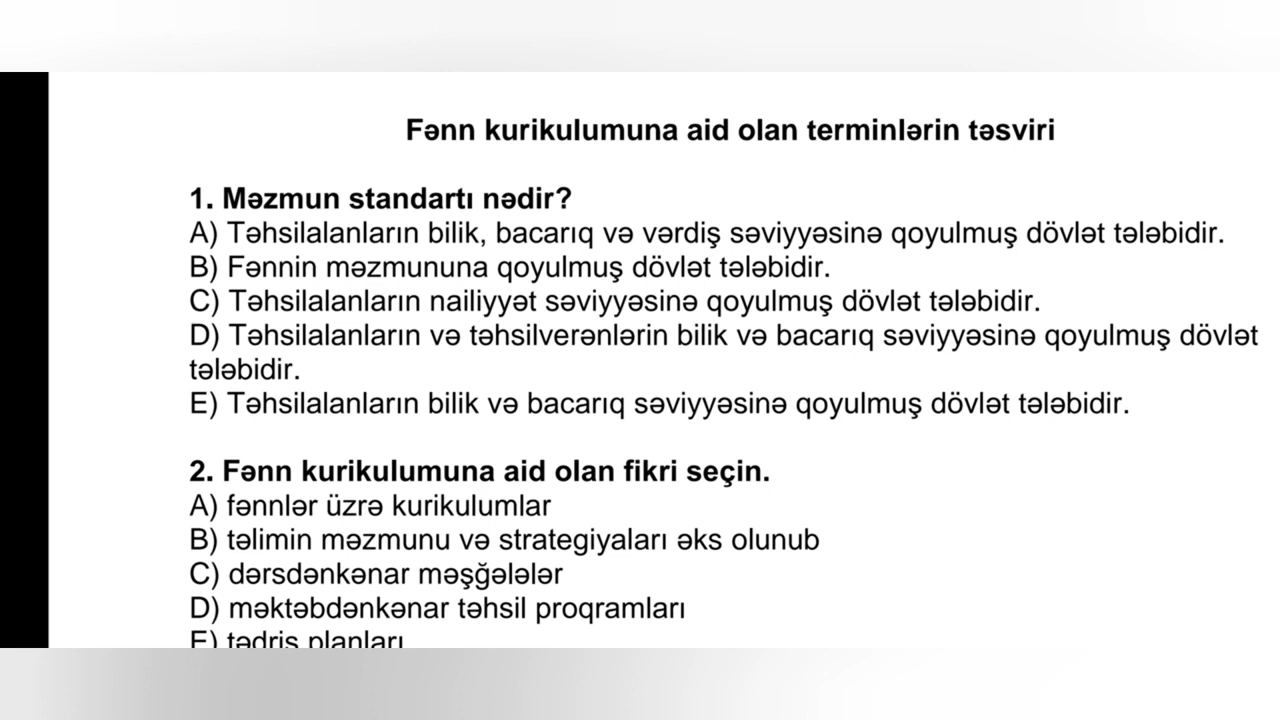 Fənn kurikulumuna aid olan terminlərin təsviri
1. Məzmun standartı nədir?
A) Təhsilalanların bilik, bacarıq və vərdiş səviyyəsinə qoyulmuş dövlət tələbidir.
B) Fənnin məzmununa qoyulmuş dövlət tələbidir.
C) Təhsilalanların nailiyyət səviyyəsinə qoyulmuş dövlət tələbidir.
D) Təhsilalanların və təhsilverənlərin bilik və bacarıq səviyyəsinə qoyulmuş dövlət
tələbidir.
E) Təhsilalanların bilik və bacarıq səviyyəsinə qoyulmuş dövlət tələbidir.
2. Fənn kurikulumuna aid olan fikri seçin.
A) fənnlər üzrə kurikulumlar
B) təlimin məzmunu və strategiyaları əks olunub
C) dərsdənkənar məşğələlər
D) məktəbdənkənar təhsil proqramları
E) tədris planları